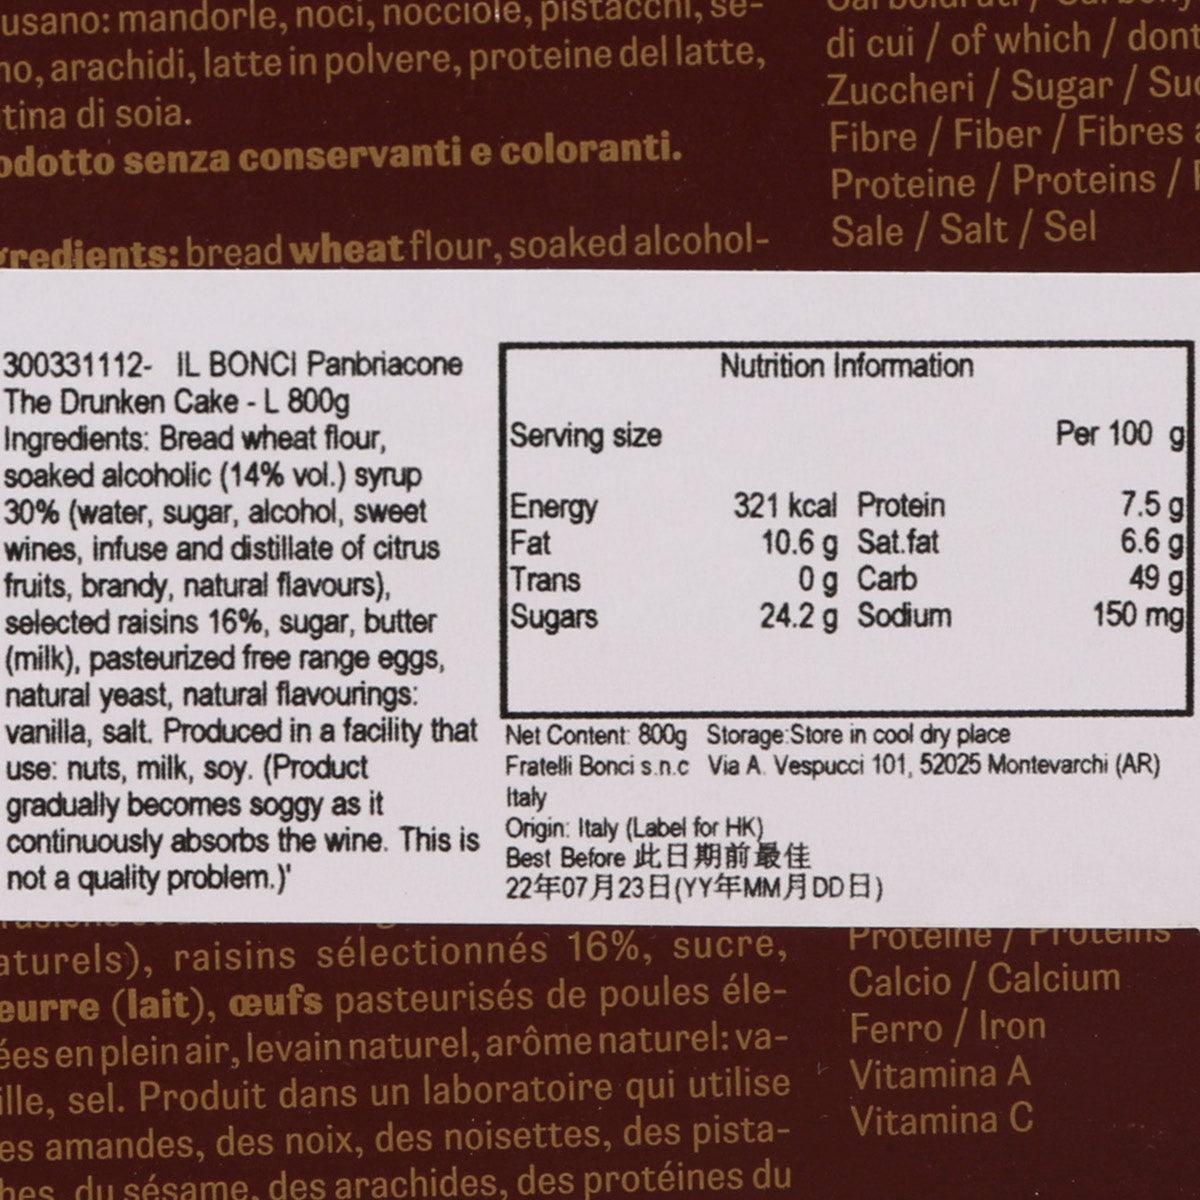 usano: mandorle, noci, nocciole, pistacchi, se-
no, arachidi, latte in polvere, proteine del latte,
tina di soia.
odotto senza conservanti e coloranti.
gredients: bread wheat flour, soaked alcohol-
di cui / of which / dont
Zuccheri / Sugar / Suc
Fibre / Fiber / Fibres
Proteine / Proteins /
Sale / Salt / Sel
300331112- IL BONCI Panbriacone
The Drunken Cake - L 800g
Ingredients: Bread wheat flour,
soaked alcoholic (14% vol.) syrup
30% (water, sugar, alcohol, sweet
wines, infuse and distillate of citrus
fruits, brandy, natural flavours),
selected raisins 16%, sugar, butter
(milk), pasteurized free range eggs,
natural yeast, natural flavourings:
vanilla, salt. Produced in a facility that
use: nuts, milk, soy. (Product
gradually becomes soggy as it
continuously absorbs the wine. This is
not a quality problem.)'
Nutrition Information
Serving size Per 100 g
Energy 321 kcal Protein 7.5 g
Fat 10.6 g Sat.fat 6.6 g
Trans 0 g Carb 49 g
Sugars 24.2 g Sodium 150 mg
Net Content: 800g Storage:Store in cool dry place
Fratelli Bonci s.n.c Via A. Vespucci 101, 52025 Montevarchi (AR)
Italy
Origin: Italy (Label for HK)
Best Before 此日期前最佳
22年07月23日(YY年MM月DD日)
aturels), raisins sélectionnés 16%, sucre,
eurre (lait), œufs pasteurisés de poules éle-
ées en plein air, levain naturel, arôme naturel: va-
ille, sel. Produit dans un laboratoire qui utilise
es amandes, des noix, des noisettes, des pista-
hes, du sésame, des arachides, des protéines du
Proteine / Proteins
Calcio / Calcium
Ferro / Iron
Vitamina A
Vitamina C